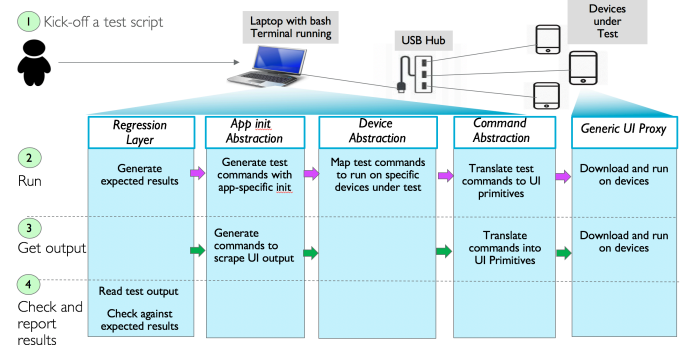 1 Kick-off a test script
Laptop with bash
Terminal running
USB Hub
Devices
under
Test
Regression
Layer
App init
Abstraction
Device
Abstraction
Command
Abstraction
Generic UI Proxy
2
Run
Generate
expected results
Generate test
commands with
app-specific init
Map test commands
to run on specific
devices under test
Translate test
commands to UI
primitives
Download and run
on devices
3
Get output
Generate
commands to
scrape UI output
Translate
commands into
UI Primitives
Download and run
on devices
4
Check and
report
results
Read test output
Check against
expected results